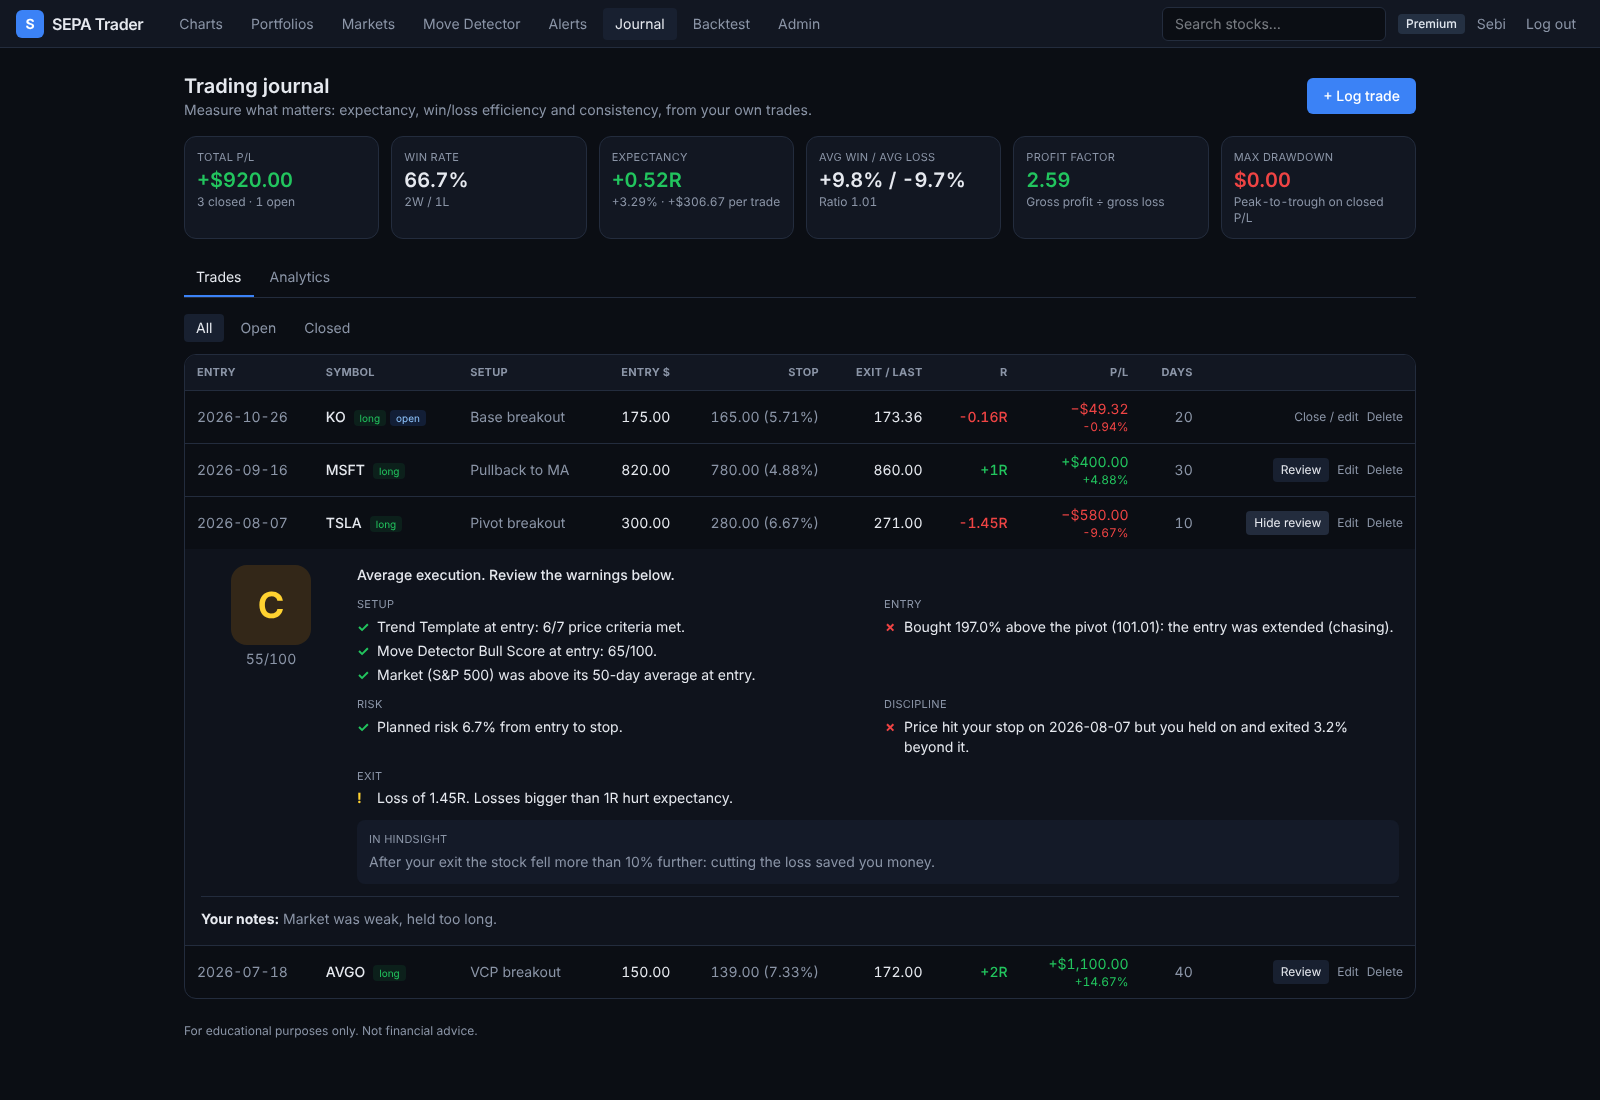 S SEPA Trader Charts Portfolios Markets Move Detector Alerts Journal Backtest Admin Search stocks... Premium Sebi Log out
Trading journal
Measure what matters: expectancy, win/loss efficiency and consistency, from your own trades.
+ Log trade
TOTAL P/L
+$920.00
3 closed · 1 open
WIN RATE
66.7%
2W / 1L
EXPECTANCY
+0.52R
+3.29% · +$306.67 per trade
AVG WIN / AVG LOSS
+9.8% / -9.7%
Ratio 1.01
PROFIT FACTOR
2.59
Gross profit ÷ gross loss
MAX DRAWDOWN
$0.00
Peak-to-trough on closed
P/L
Trades Analytics
All Open Closed
ENTRY SYMBOL SETUP ENTRY $ STOP EXIT / LAST R P/L DAYS
2026-10-26 KO long open Base breakout 175.00 165.00 (5.71%) 173.36 -0.16R −$49.32 20 Close / edit Delete
-0.94%
2026-09-16 MSFT long Pullback to MA 820.00 780.00 (4.88%) 860.00 +1R +$400.00 30 Review Edit Delete
+4.88%
2026-08-07 TSLA long Pivot breakout 300.00 280.00 (6.67%) 271.00 -1.45R −$580.00 10 Hide review Edit Delete
-9.67%
C
55/100
Average execution. Review the warnings below.
SETUP
✓ Trend Template at entry: 6/7 price criteria met.
✓ Move Detector Bull Score at entry: 65/100.
✓ Market (S&P 500) was above its 50-day average at entry.
ENTRY
× Bought 197.0% above the pivot (101.01): the entry was extended (chasing).
RISK
✓ Planned risk 6.7% from entry to stop.
DISCIPLINE
× Price hit your stop on 2026-08-07 but you held on and exited 3.2%
beyond it.
EXIT
! Loss of 1.45R. Losses bigger than 1R hurt expectancy.
IN HINDSIGHT
After your exit the stock fell more than 10% further: cutting the loss saved you money.
Your notes: Market was weak, held too long.
2026-07-18 AVGO long VCP breakout 150.00 139.00 (7.33%) 172.00 +2R +$1,100.00 40 Review Edit Delete
+14.67%
For educational purposes only. Not financial advice.